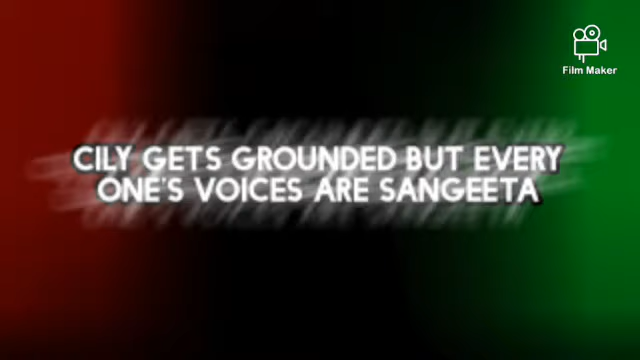 Film Maker
CILY GETS GROUNDED BUT EVERY
ONE'S VOICES ARE SANGEETA